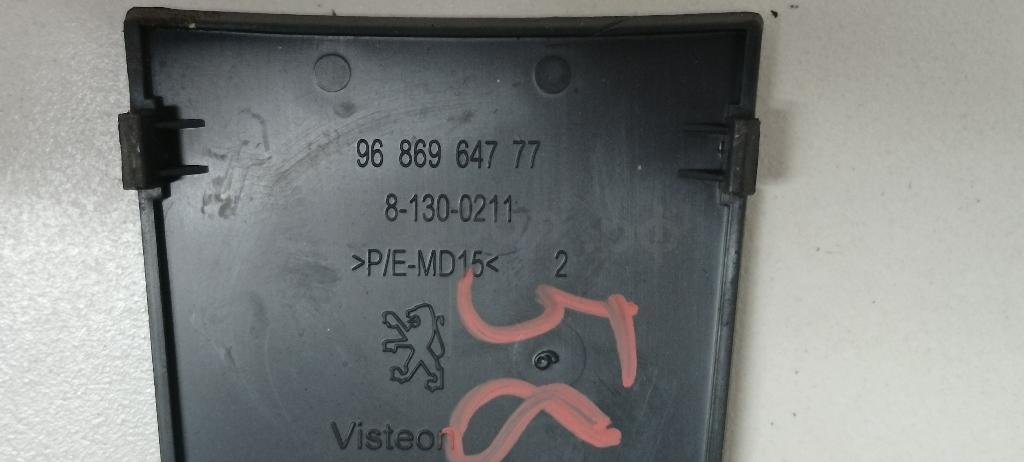 96 869 647 77
8-130-0211
>P/E-MD15< 2
Visteon
58